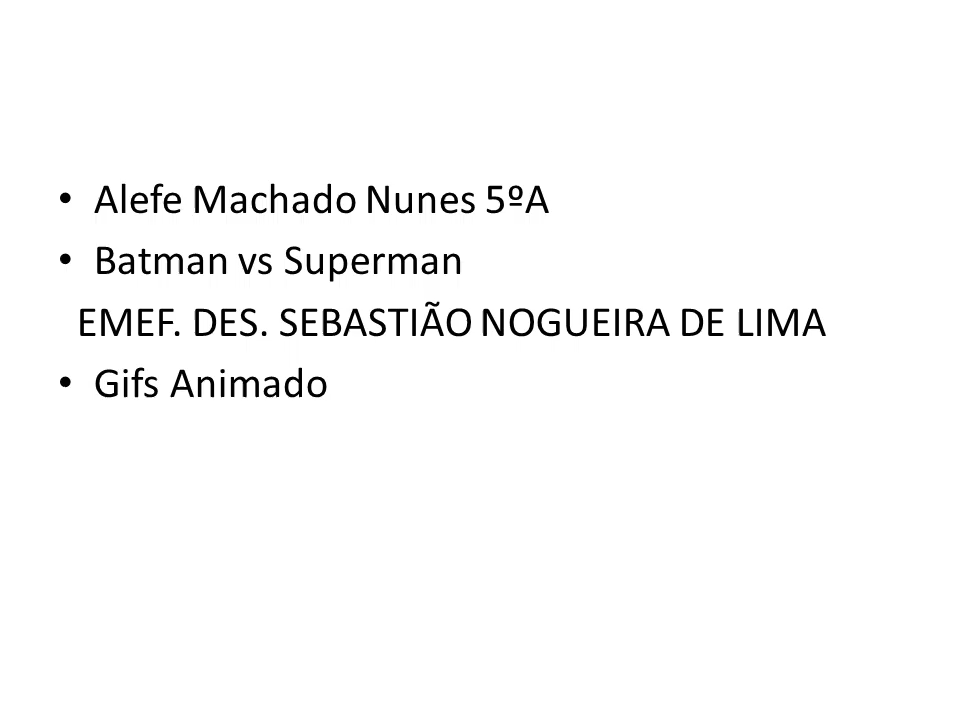 • Alefe Machado Nunes 5ºA
• Batman vs Superman
EMEF. DES. SEBASTIÃO NOGUEIRA DE LIMA
• Gifs Animado